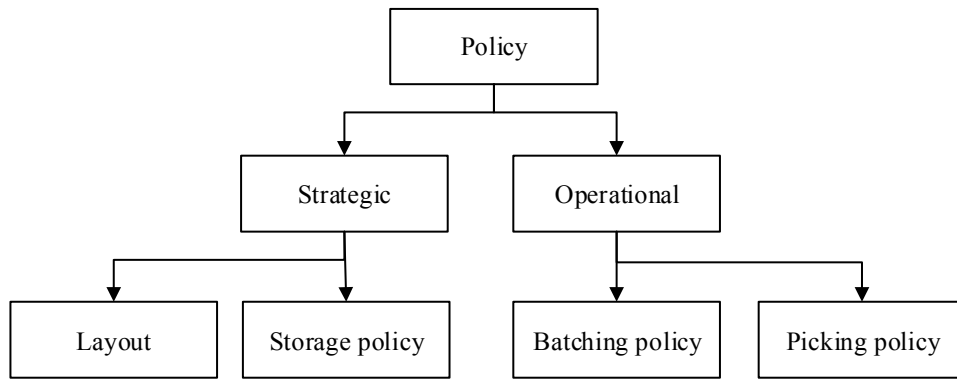 Policy
Strategic
Operational
Layout
Storage policy
Batching policy
Picking policy